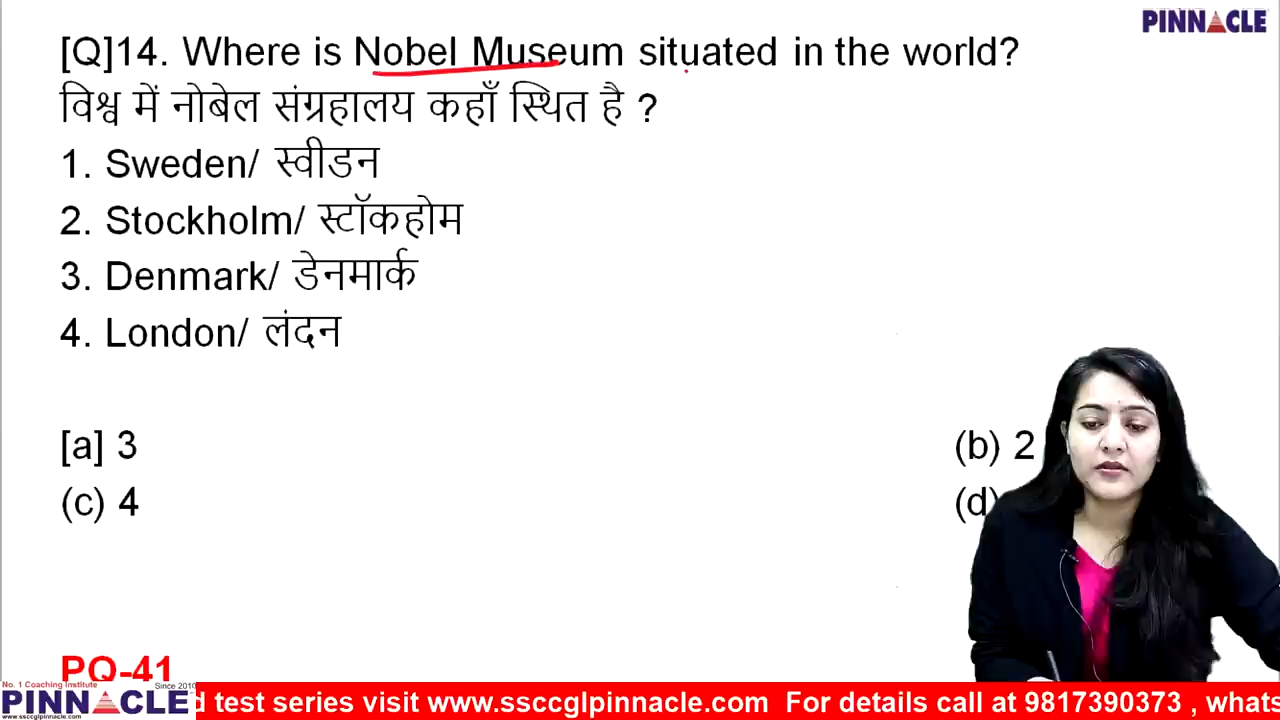 PINNACLE
[Q]14. Where is Nobel Museum situated in the world?
विश्व में नोबेल संग्रहालय कहाँ स्थित है ?
1. Sweden/ स्वीडन
2. Stockholm/ स्टॉकहोम
3. Denmark/ डेनमार्क
4. London/ लंदन
[a] 3
(b) 2
(c) 4
(d)
PQ-41
No. 1 Coaching Institute
Since 2010
PINNACLE
www.ssccglpinnacle.com
d test series visit www.ssccglpinnacle.com For details call at 9817390373 , whats